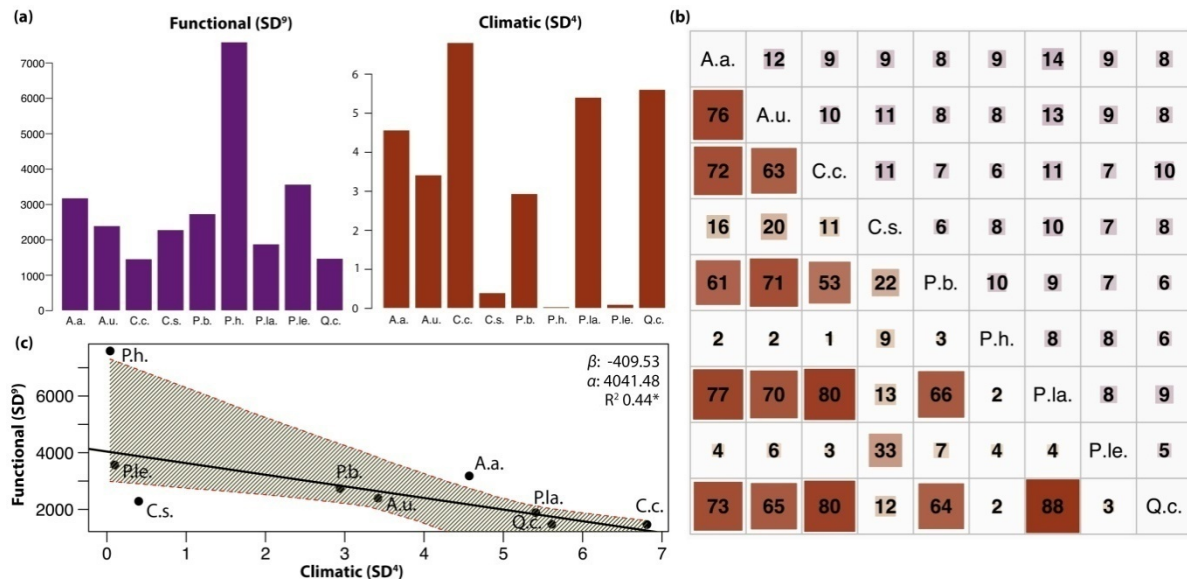 (a)
Functional (SD⁹)
7000
6000
5000
4000
3000
2000
1000
0
A.a. A.u. C.c. C.s. P.b. P.h. P.la. P.le. Q.c.
Climatic (SD⁴)
6
5
4
3
2
1
0
A.a. A.u. C.c. C.s. P.b. P.h. P.la. P.le. Q.c.
(b)
A.a. 12 9 9 8 9 14 9 8
76 A.u. 10 11 8 8 13 9 8
72 63 C.c. 11 7 6 11 7 10
16 20 11 C.s. 6 8 10 7 8
61 71 53 22 P.b. 10 9 7 6
2 2 1 9 3 P.h. 8 8 6
77 70 80 13 66 2 P.la. 8 9
4 6 3 33 7 4 4 P.le. 5
73 65 80 12 64 2 88 3 Q.c.
(c)
Functional (SD⁹)
6000
4000
2000
P.h.
P.le.
C.s.
P.b.
A.u.
A.a.
P.la.
Q.c.
C.c.
β: -409.53
α: 4041.48
R² 0.44*
0 1 2 3 4 5 6 7
Climatic (SD⁴)